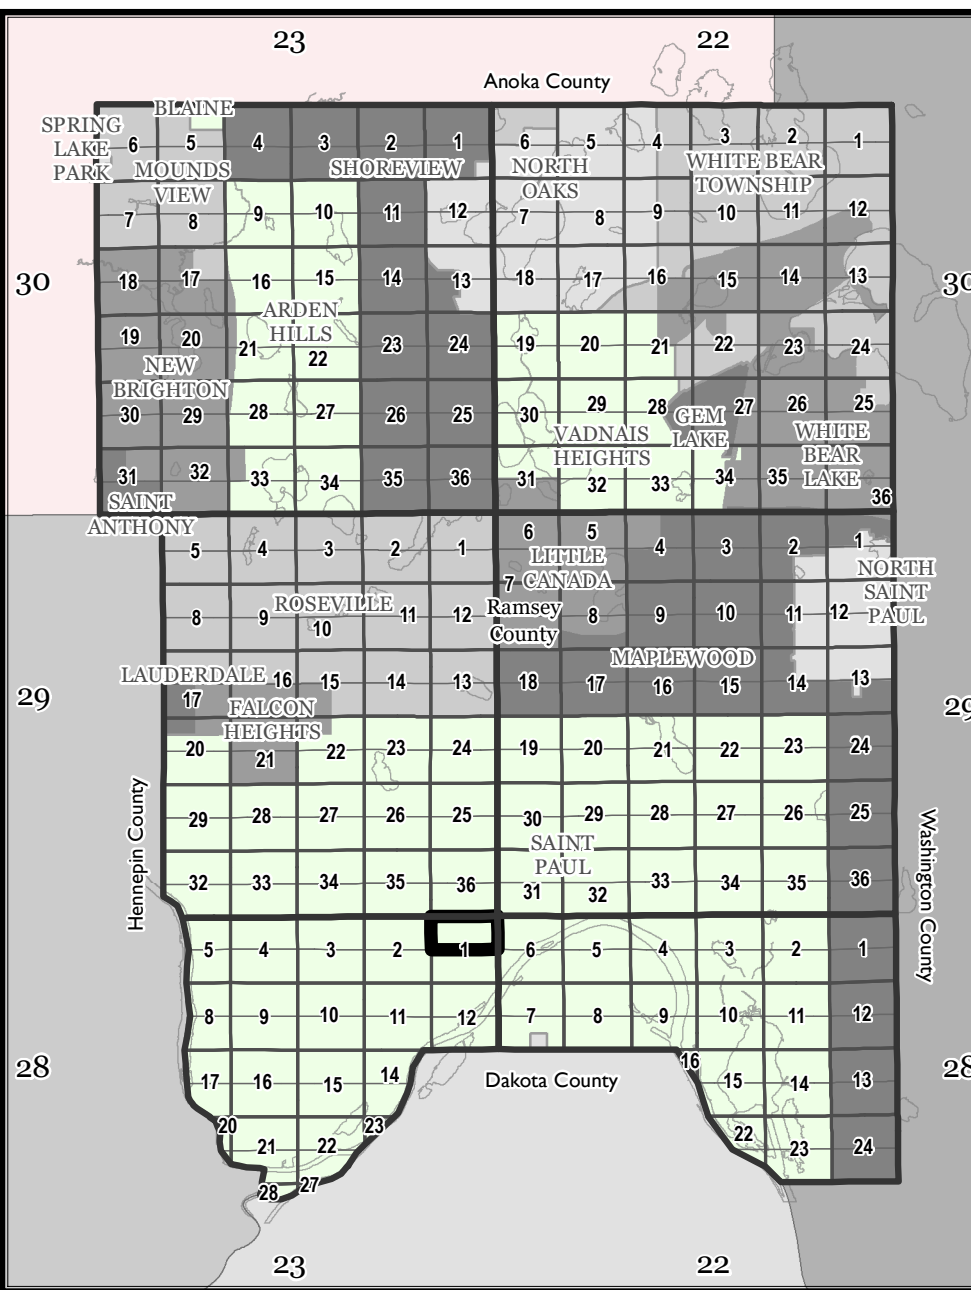 23 22
Anoka County
BLAINE
SPRING
LAKE
PARK
6 5 4 3 2 1 6 5 4 3 2 1
MOUNDS
VIEW
SHOREVIEW
NORTH
OAKS
WHITE BEAR
TOWNSHIP
7 8 9 10 11 12 7 8 9 10 11 12
30 18 17 16 15 14 13 18 17 16 15 14 13 30
ARDEN
HILLS
19 20 21 22 23 24 19 20 21 22 23 24
NEW
BRIGHTON
30 29 28 27 26 25 30 29 28 27 26 25
GEM
LAKE
VADNAIS
HEIGHTS
WHITE
BEAR
LAKE
31 32 33 34 35 36 31 32 33 34 35 36
SAINT
ANTHONY
5 4 3 2 1 6 5 4 3 2 1
LITTLE
CANADA
NORTH
SAINT
PAUL
8 9 10 11 12 7 8 9 10 11 12
ROSEVILLE
Ramsey
County
MAPLEWOOD
LAUDERDALE
29 17 16 15 14 13 18 17 16 15 14 13 29
FALCON
HEIGHTS
20 21 22 23 24 19 20 21 22 23 24
29 28 27 26 25 30 29 28 27 26 25
SAINT
PAUL
32 33 34 35 36 31 32 33 34 35 36
Hennepin County
Washington County
5 4 3 2 1 6 5 4 3 2 1
8 9 10 11 12 7 8 9 10 11 12
28 17 16 15 14 16 15 14 13 28
Dakota County
20 21 22 23 22 23 24
28 27
23 22